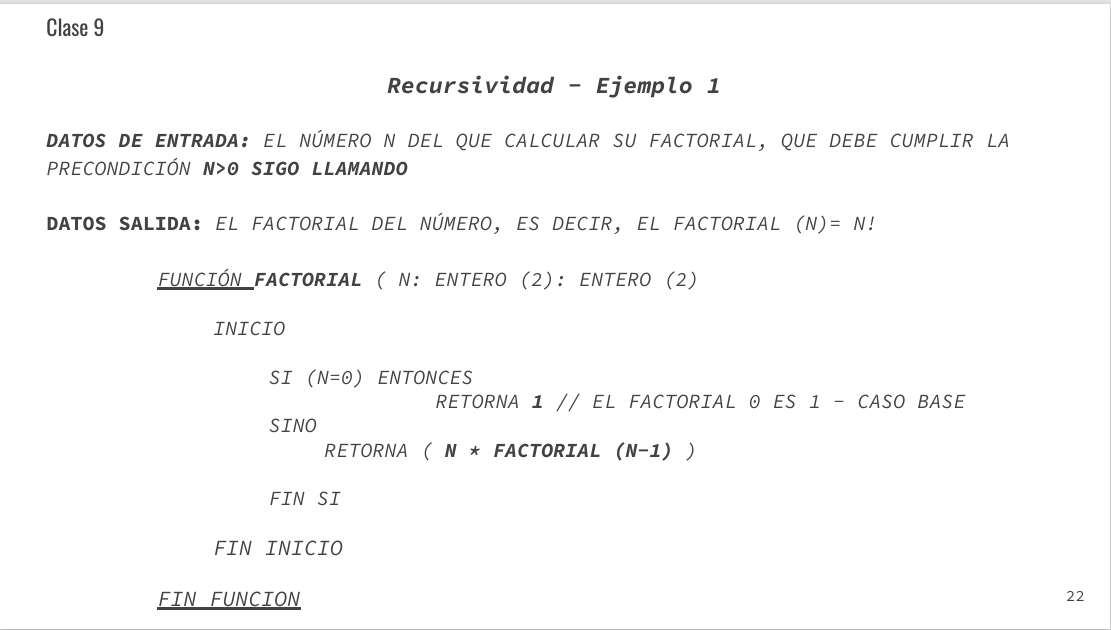 Clase 9
Recursividad - Ejemplo 1
DATOS DE ENTRADA: EL NÚMERO N DEL QUE CALCULAR SU FACTORIAL, QUE DEBE CUMPLIR LA
PRECONDICIÓN N>0 SIGO LLAMANDO
DATOS SALIDA: EL FACTORIAL DEL NÚMERO, ES DECIR, EL FACTORIAL (N)= N!
FUNCIÓN FACTORIAL ( N: ENTERO (2): ENTERO (2)
INICIO
SI (N=0) ENTONCES
RETORNA 1 // EL FACTORIAL 0 ES 1 - CASO BASE
SINO
RETORNA ( N * FACTORIAL (N-1) )
FIN SI
FIN INICIO
FIN FUNCION
22